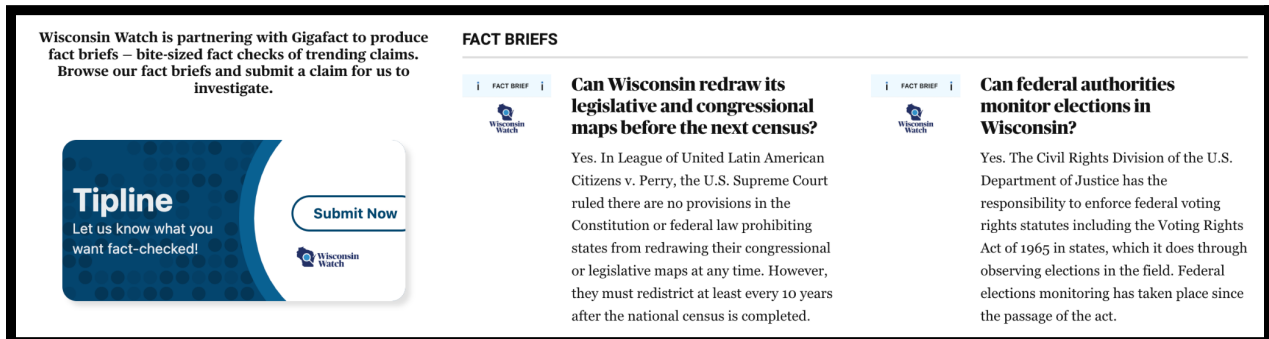 Wisconsin Watch is partnering with Gigafact to produce
fact briefs — bite-sized fact checks of trending claims.
Browse our fact briefs and submit a claim for us to
investigate.
Tipline
Let us know what you
want fact-checked!
Submit Now
Wisconsin
Watch
FACT BRIEFS
i FACT BRIEF i
Wisconsin
Watch
Can Wisconsin redraw its
legislative and congressional
maps before the next census?
Yes. In League of United Latin American
Citizens v. Perry, the U.S. Supreme Court
ruled there are no provisions in the
Constitution or federal law prohibiting
states from redrawing their congressional
or legislative maps at any time. However,
they must redistrict at least every 10 years
after the national census is completed.
i FACT BRIEF i
Wisconsin
Watch
Can federal authorities
monitor elections in
Wisconsin?
Yes. The Civil Rights Division of the U.S.
Department of Justice has the
responsibility to enforce federal voting
rights statutes including the Voting Rights
Act of 1965 in states, which it does through
observing elections in the field. Federal
elections monitoring has taken place since
the passage of the act.